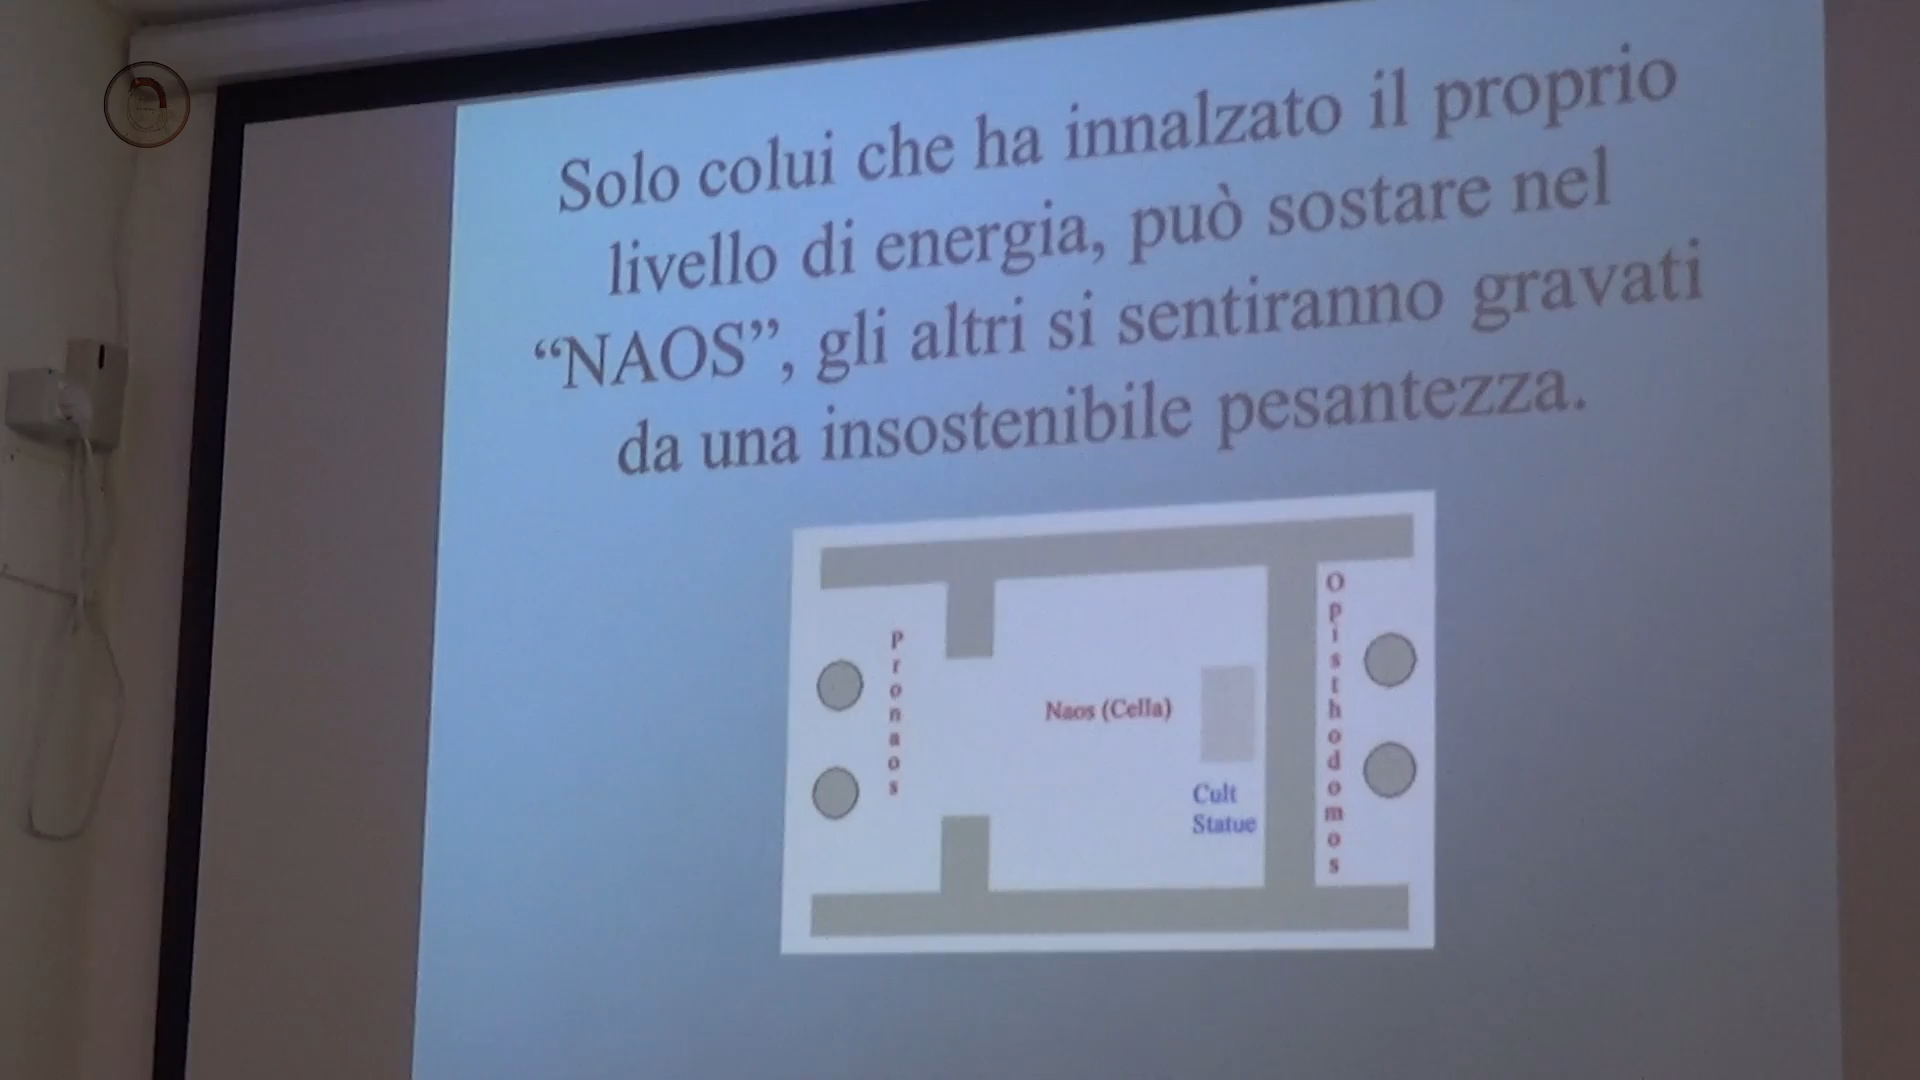 Solo colui che ha innalzato il proprio
livello di energia, può sostare nel
“NAOS”, gli altri si sentiranno gravati
da una insostenibile pesantezza.
Pronaos
Naos (Cella)
Cult
Statue
Opisthodomos